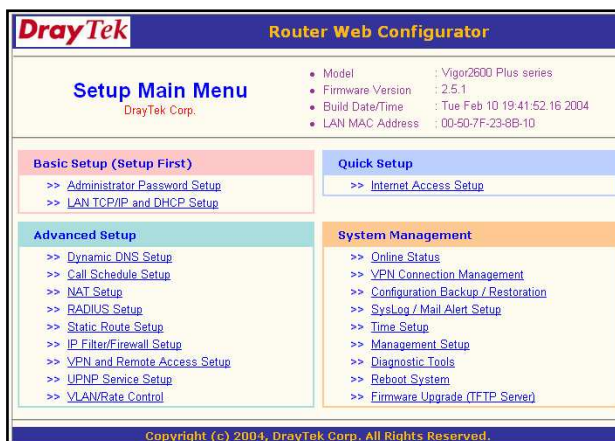 DrayTek
Router Web Configurator
Setup Main Menu
DrayTek Corp.
• Model : Vigor2600 Plus series
• Firmware Version : 2.5.1
• Build Date/Time : Tue Feb 10 19:41:52.16 2004
• LAN MAC Address : 00-50-7F-23-8B-10
Basic Setup (Setup First)
>> Administrator Password Setup
>> LAN TCP/IP and DHCP Setup
Quick Setup
>> Internet Access Setup
Advanced Setup
>> Dynamic DNS Setup
>> Call Schedule Setup
>> NAT Setup
>> RADIUS Setup
>> Static Route Setup
>> IP Filter/Firewall Setup
>> VPN and Remote Access Setup
>> UPNP Service Setup
>> VLAN/Rate Control
System Management
>> Online Status
>> VPN Connection Management
>> Configuration Backup / Restoration
>> SysLog / Mail Alert Setup
>> Time Setup
>> Management Setup
>> Diagnostic Tools
>> Reboot System
>> Firmware Upgrade (TFTP Server)
Copyright (c) 2004, DrayTek Corp. All Rights Reserved.